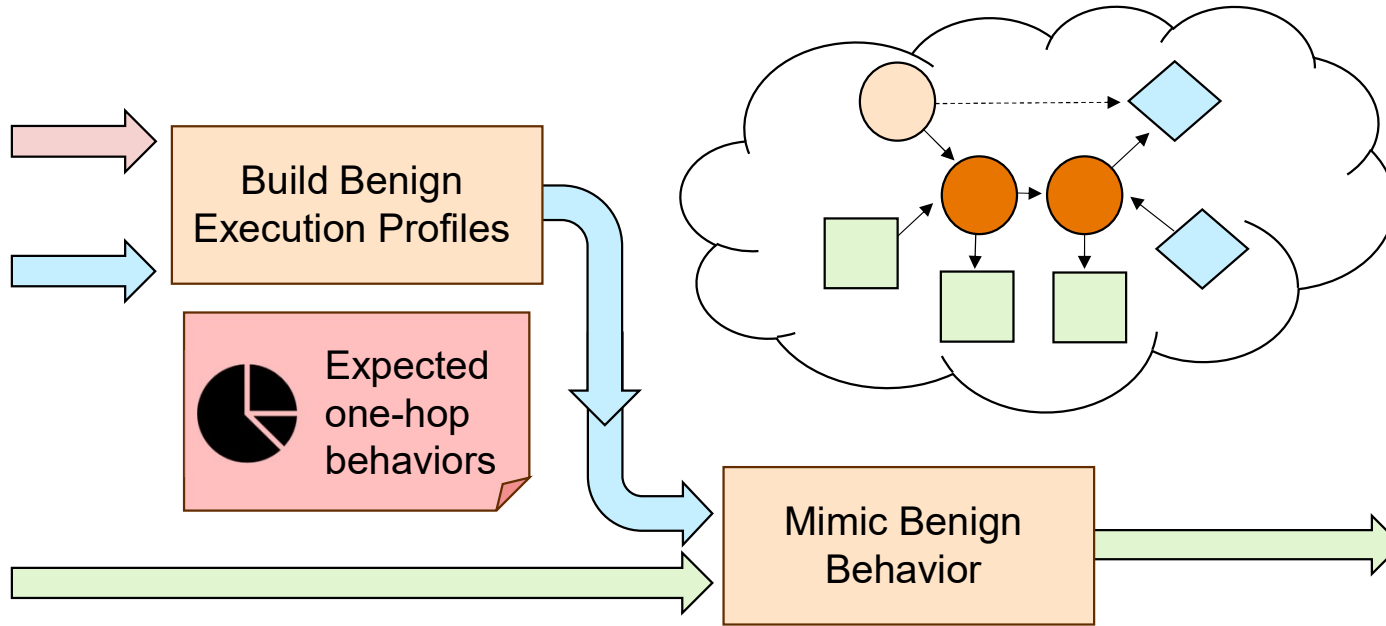 Build Benign
Execution Profiles
Expected
one-hop
behaviors
Mimic Benign
Behavior